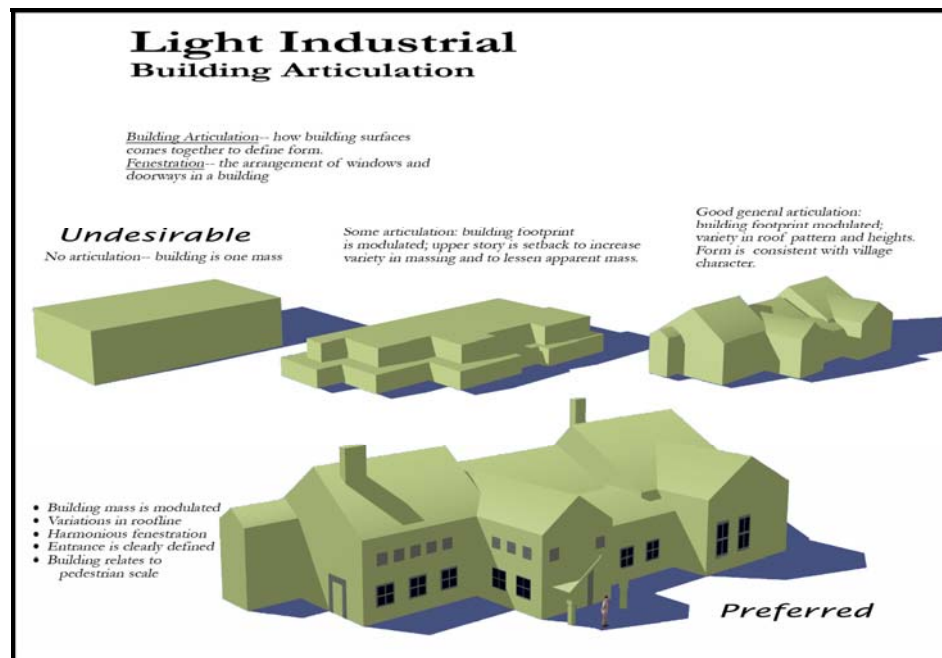 Light Industrial
Building Articulation
Building Articulation-- how building surfaces
comes together to define form.
Fenestration-- the arrangement of windows and
doorways in a building
Undesirable
No articulation-- building is one mass
Some articulation: building footprint
is modulated; upper story is setback to increase
variety in massing and to lessen apparent mass.
Good general articulation:
building footprint modulated;
variety in roof pattern and heights.
Form is consistent with village
character.
• Building mass is modulated
• Variations in roofline
• Harmonious fenestration
• Entrance is clearly defined
• Building relates to
pedestrian scale
Preferred